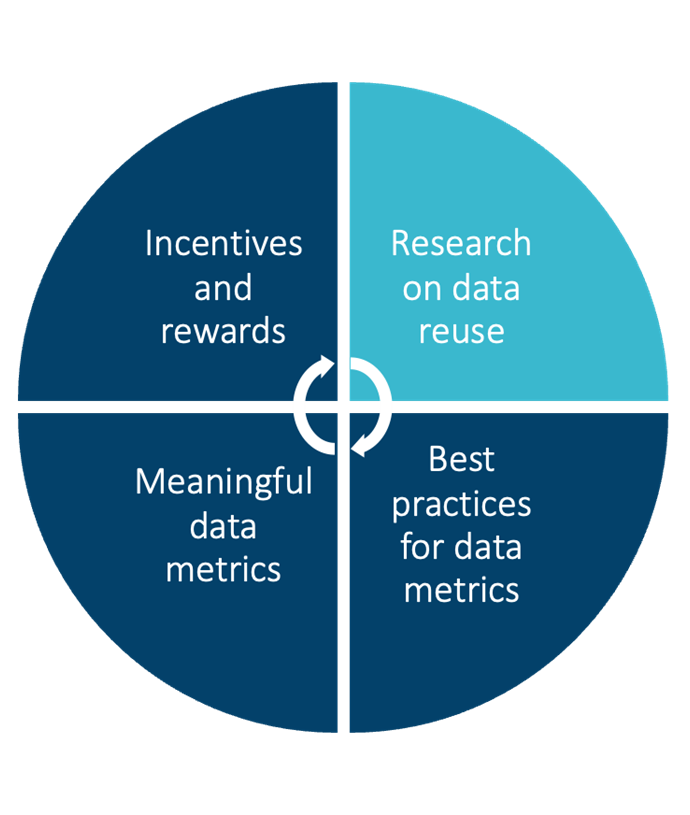 Incentives
and
rewards
Research
on data
reuse
Meaningful
data
metrics
Best
practices
for data
metrics